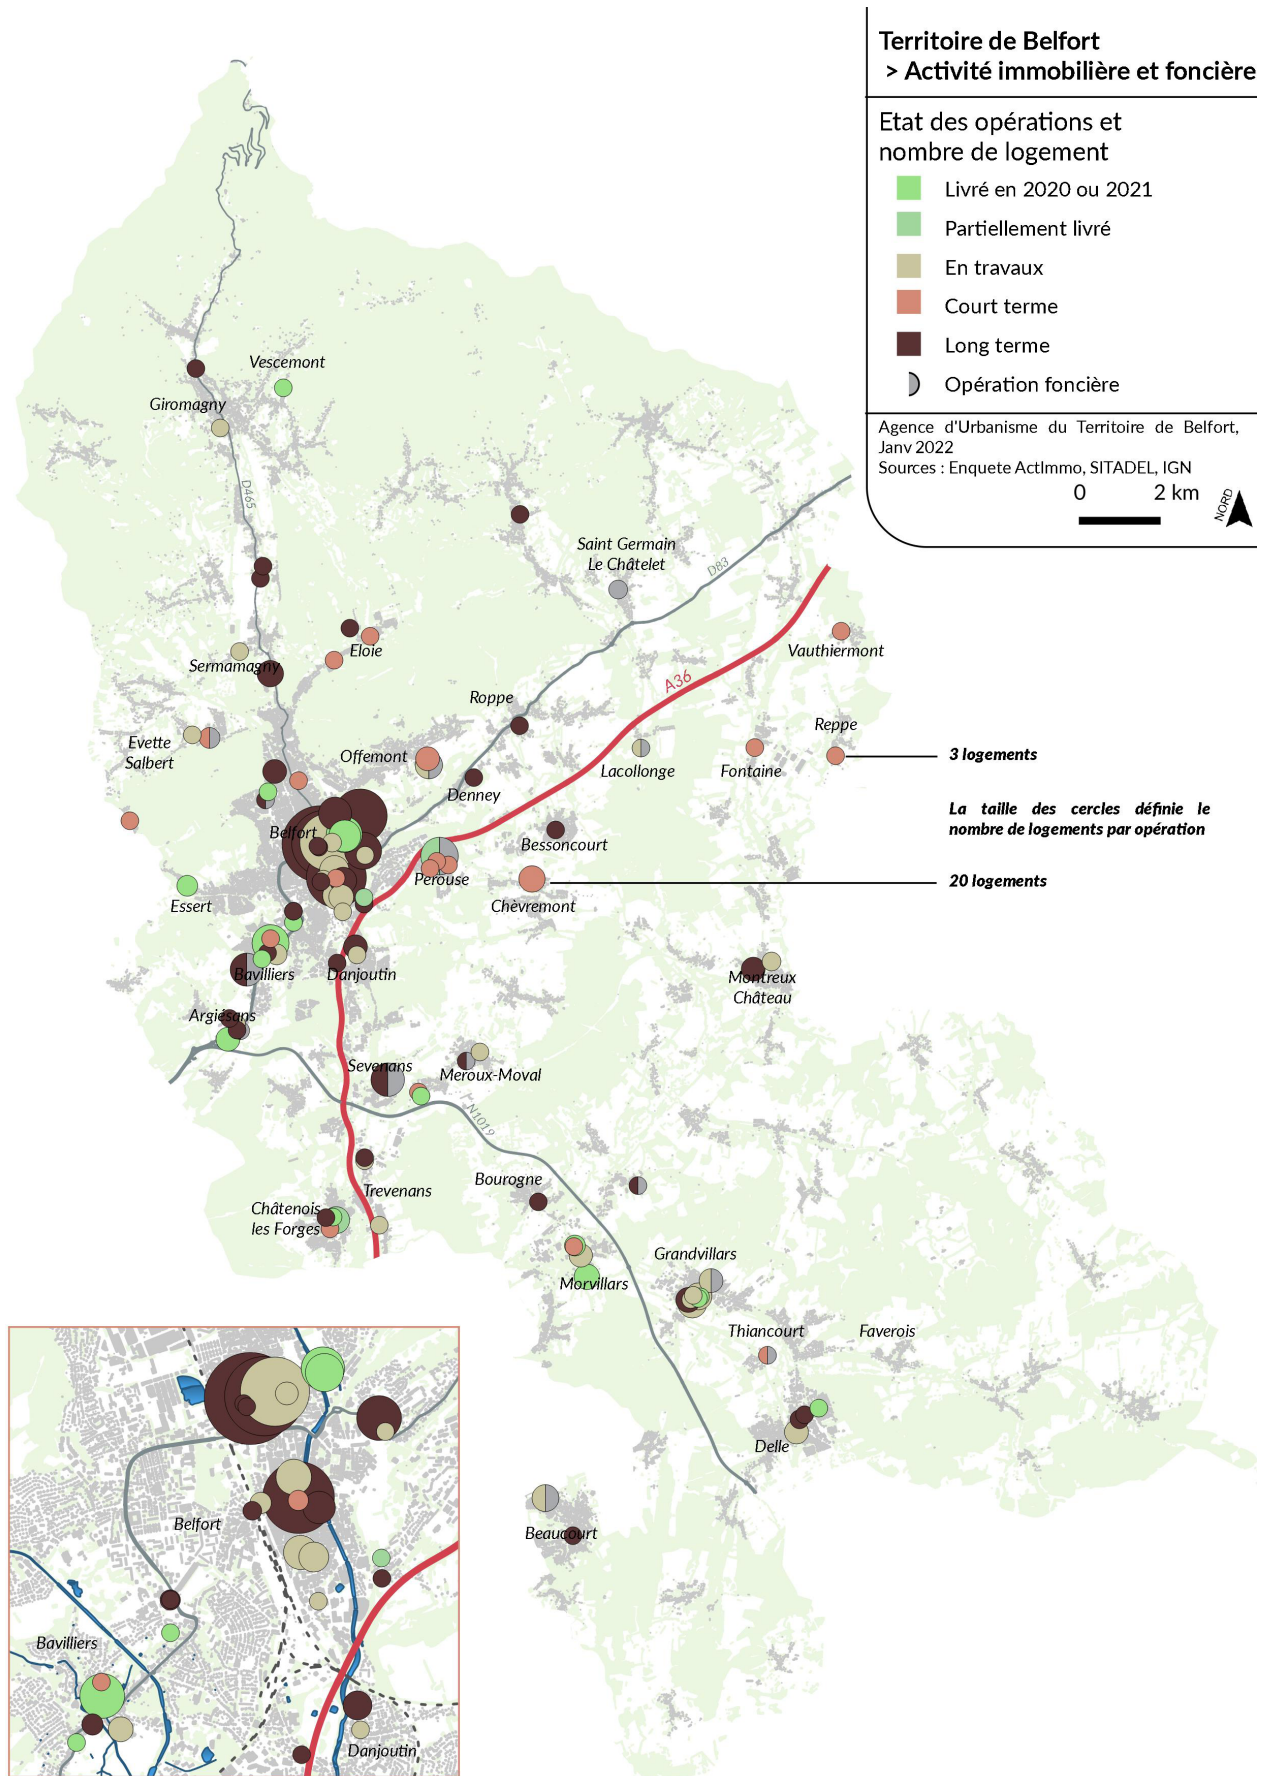 Territoire de Belfort
> Activité immobilière et foncière
Etat des opérations et
nombre de logement
Livré en 2020 ou 2021
Partiellement livré
En travaux
Court terme
Long terme
Opération foncière
Agence d'Urbanisme du Territoire de Belfort,
Janv 2022
Sources : Enquete ActImmo, SITADEL, IGN
0 2 km
NORD
Vescemont
Giromagny
D465
Saint Germain
Le Châtelet
D83
Eloie
Sermamagny
Vauthiermont
A36
Roppe
Reppe
Evette
Salbert
Offemont
Lacollonge
Fontaine
3 logements
Denney
La taille des cercles définie le
nombre de logements par opération
Belfort
Bessoncourt
Perouse
20 logements
Essert
Chèvremont
Bavilliers
Danjoutin
Montreux
Château
Argiésans
Sevenans
Meroux-Moval
N1019
Bourogne
Trevenans
Châtenois
les Forges
Grandvillars
Morvillars
Thiancourt
Faverois
Delle
Beaucourt
Belfort
Bavilliers
Danjoutin